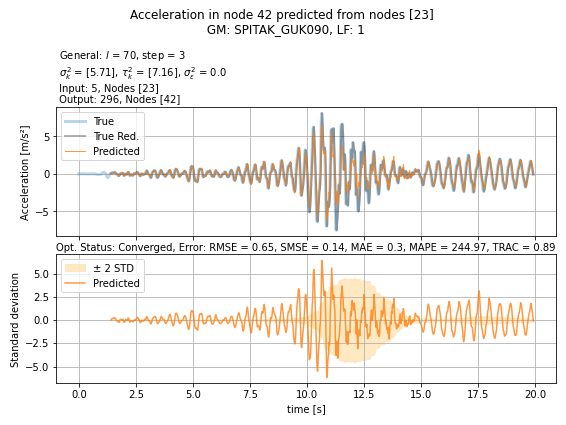 Acceleration in node 42 predicted from nodes [23]
GM: SPITAK_GUK090, LF: 1
General: l = 70, step = 3
σ²ₖ = [5.71], τ²ₖ = [7.16], σ²ε = 0.0
Input: 5, Nodes [23]
Output: 296, Nodes [42]
True
True Red.
Predicted
Acceleration [m/s²]
5
0
−5
Opt. Status: Converged, Error: RMSE = 0.65, SMSE = 0.14, MAE = 0.3, MAPE = 244.97, TRAC = 0.89
± 2 STD
Predicted
Standard deviation
5.0
2.5
0.0
−2.5
−5.0
0.0 2.5 5.0 7.5 10.0 12.5 15.0 17.5 20.0
time [s]